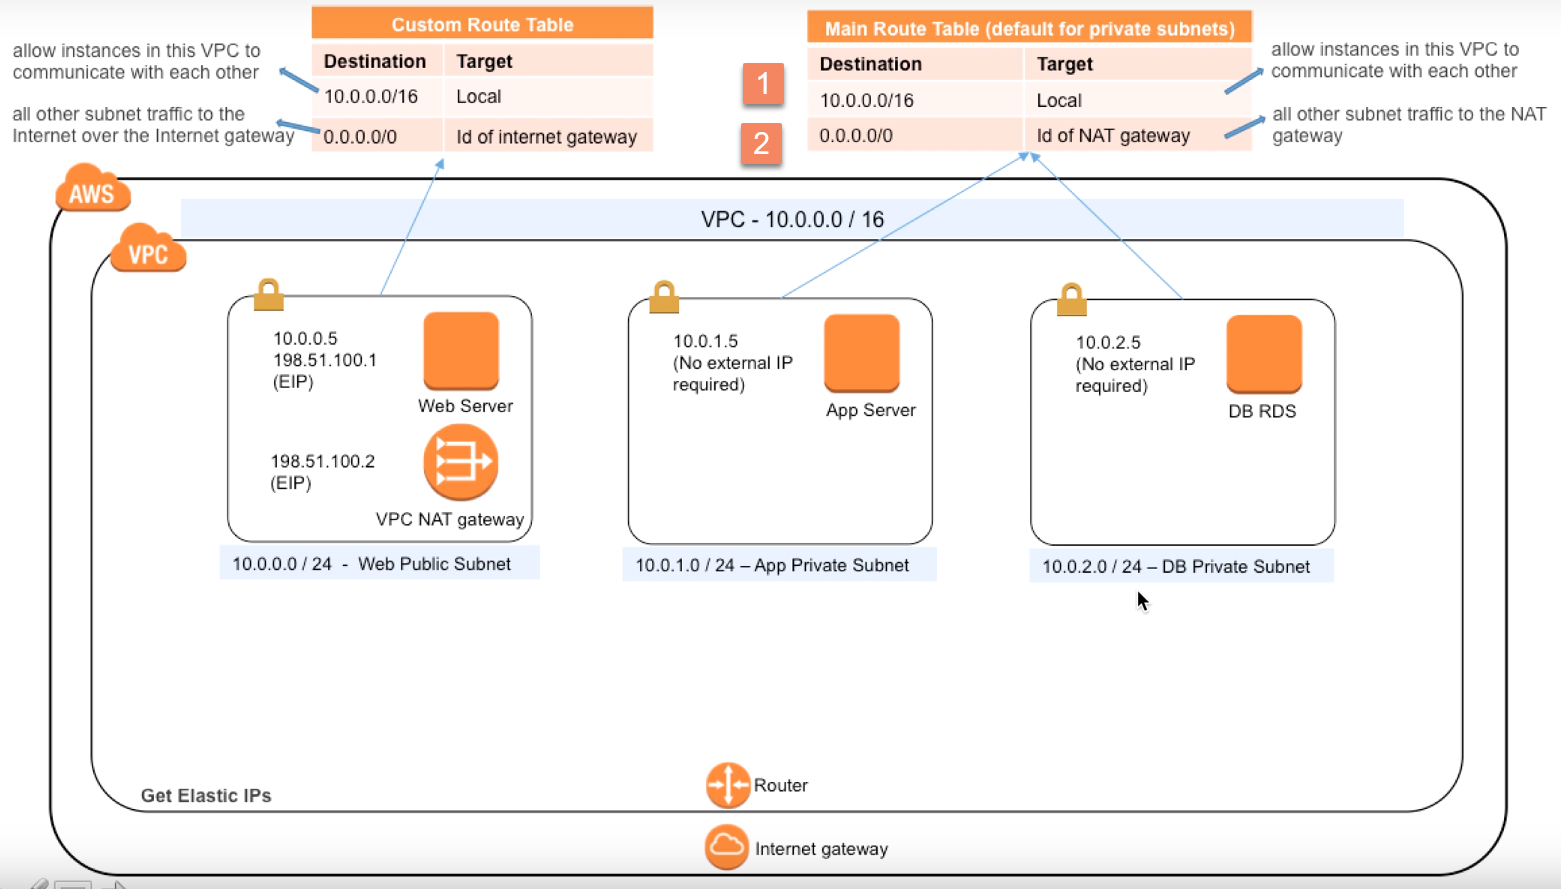 Custom Route Table
Destination Target
10.0.0.0/16 Local
0.0.0.0/0 Id of internet gateway
allow instances in this VPC to
communicate with each other
all other subnet traffic to the
Internet over the Internet gateway
1
2
Main Route Table (default for private subnets)
Destination Target
10.0.0.0/16 Local
0.0.0.0/0 Id of NAT gateway
allow instances in this VPC to
communicate with each other
all other subnet traffic to the NAT
gateway
AWS
VPC - 10.0.0.0 / 16
VPC
10.0.0.5
198.51.100.1
(EIP)
Web Server
198.51.100.2
(EIP)
VPC NAT gateway
10.0.0.0 / 24 - Web Public Subnet
10.0.1.5
(No external IP
required)
App Server
10.0.1.0 / 24 – App Private Subnet
10.0.2.5
(No external IP
required)
DB RDS
10.0.2.0 / 24 – DB Private Subnet
Get Elastic IPs
Router
Internet gateway